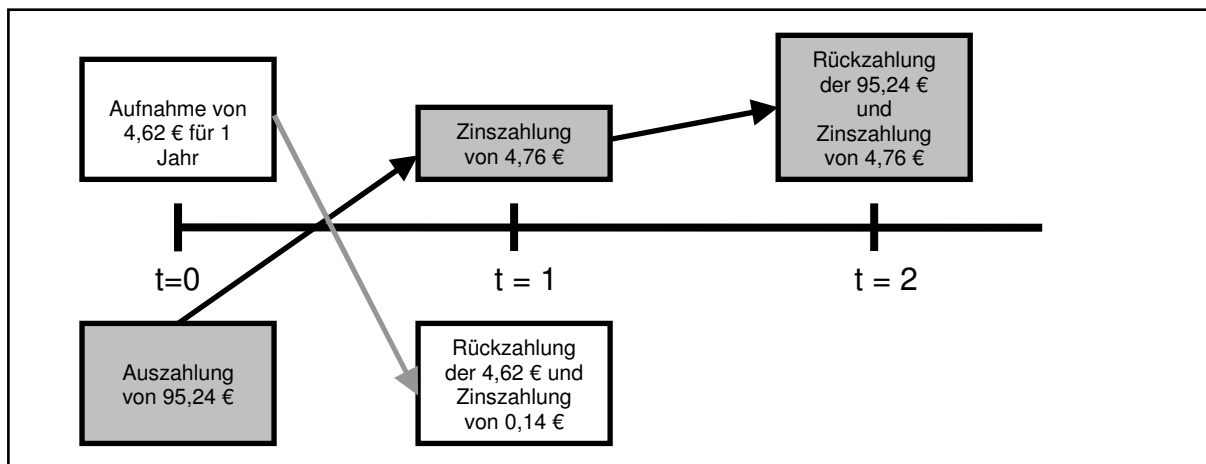 Aufnahme von
4,62 € für 1
Jahr
Zinszahlung
von 4,76 €
Rückzahlung
der 95,24 €
und
Zinszahlung
von 4,76 €
t=0
t = 1
t = 2
Auszahlung
von 95,24 €
Rückzahlung
der 4,62 € und
Zinszahlung
von 0,14 €